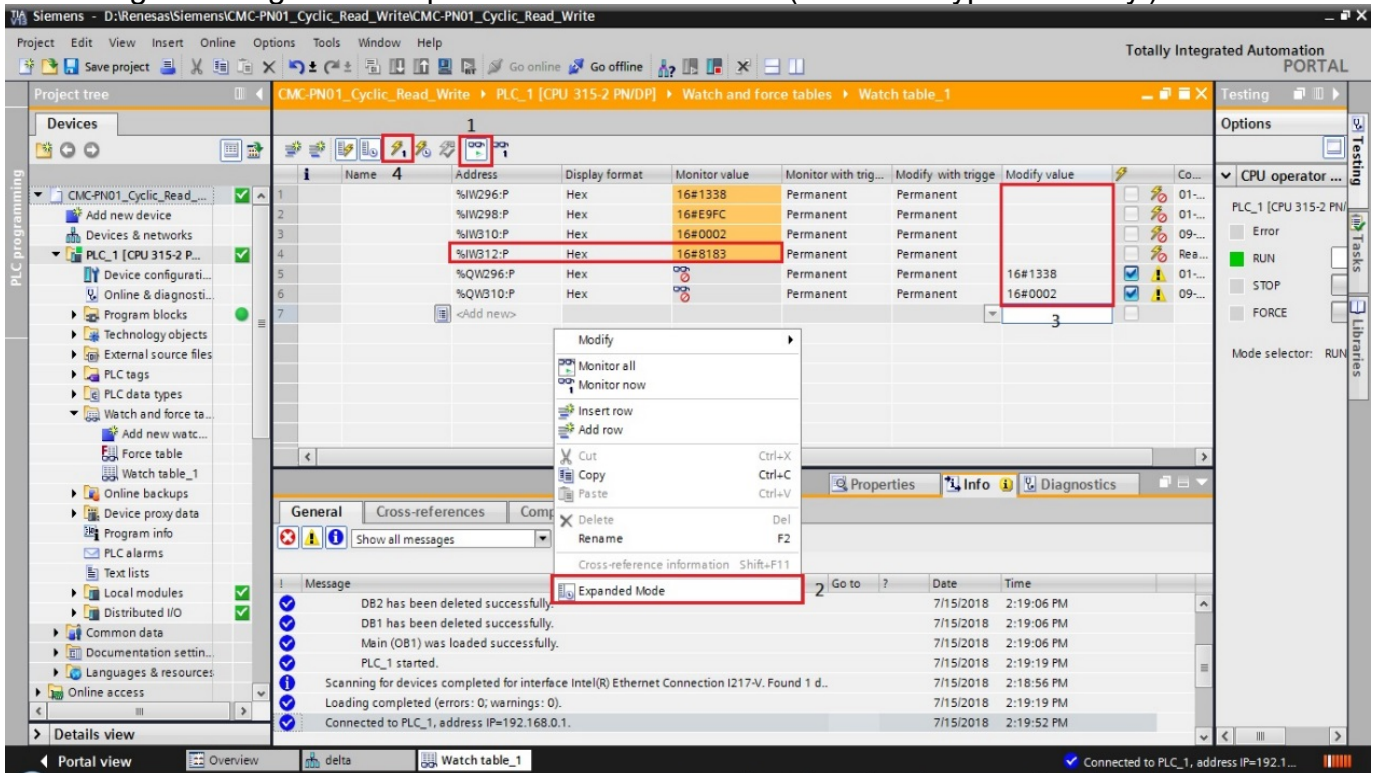 Siemens - D:\Renesas\Siemens\CMC-PN01_Cyclic_Read_Write\CMC-PN01_Cyclic_Read_Write
Project Edit View Insert Online Options Tools Window Help
Totally Integrated Automation
PORTAL
Save project Go online Go offline
Project tree
CMC-PN01_Cyclic_Read_Write PLC_1 [CPU 315-2 PN/DP] Watch and force tables Watch table_1
Testing
Devices
Options
1
4
i Name Address Display format Monitor value Monitor with trig... Modify with trigge Modify value Co...
1 %IW296:P Hex 16#1338 Permanent Permanent 01-...
2 %IW298:P Hex 16#E9FC Permanent Permanent 01-...
3 %IW310:P Hex 16#0002 Permanent Permanent 09-...
4 %IW312:P Hex 16#8183 Permanent Permanent Rea...
5 %QW296:P Hex Permanent Permanent 16#1338 01-...
6 %QW310:P Hex Permanent Permanent 16#0002 09-...
7 <Add new>
3
CMC-PN01_Cyclic_Read_...
Add new device
Devices & networks
PLC_1 [CPU 315-2 P...
Device configurati...
Online & diagnosti...
Program blocks
Technology objects
External source files
PLC tags
PLC data types
Watch and force ta...
Add new watc...
Force table
Watch table_1
Online backups
Device proxy data
Program info
PLC alarms
Text lists
Local modules
Distributed I/O
Common data
Documentation settin...
Languages & resources
Online access
Details view
PLC programming
Modify
Monitor all
Monitor now
Insert row
Add row
Cut Ctrl+X
Copy Ctrl+C
Paste Ctrl+V
Delete Del
Rename F2
Cross-reference information Shift+F11
Expanded Mode
2
CPU operator ...
PLC_1 [CPU 315-2 PN/
Error
RUN
STOP
FORCE
Mode selector: RUN
Testing
Tasks
Libraries
Properties Info Diagnostics
General Cross-references Comp
Show all messages
! Message Go to ? Date Time
DB2 has been deleted successfully. 7/15/2018 2:19:06 PM
DB1 has been deleted successfully. 7/15/2018 2:19:06 PM
Main (OB1) was loaded successfully. 7/15/2018 2:19:06 PM
PLC_1 started. 7/15/2018 2:19:19 PM
Scanning for devices completed for interface Intel(R) Ethernet Connection I217-V. Found 1 d.. 7/15/2018 2:18:56 PM
Loading completed (errors: 0; warnings: 0). 7/15/2018 2:19:19 PM
Connected to PLC_1, address IP=192.168.0.1. 7/15/2018 2:19:52 PM
Portal view Overview delta Watch table_1 Connected to PLC_1, address IP=192.1...